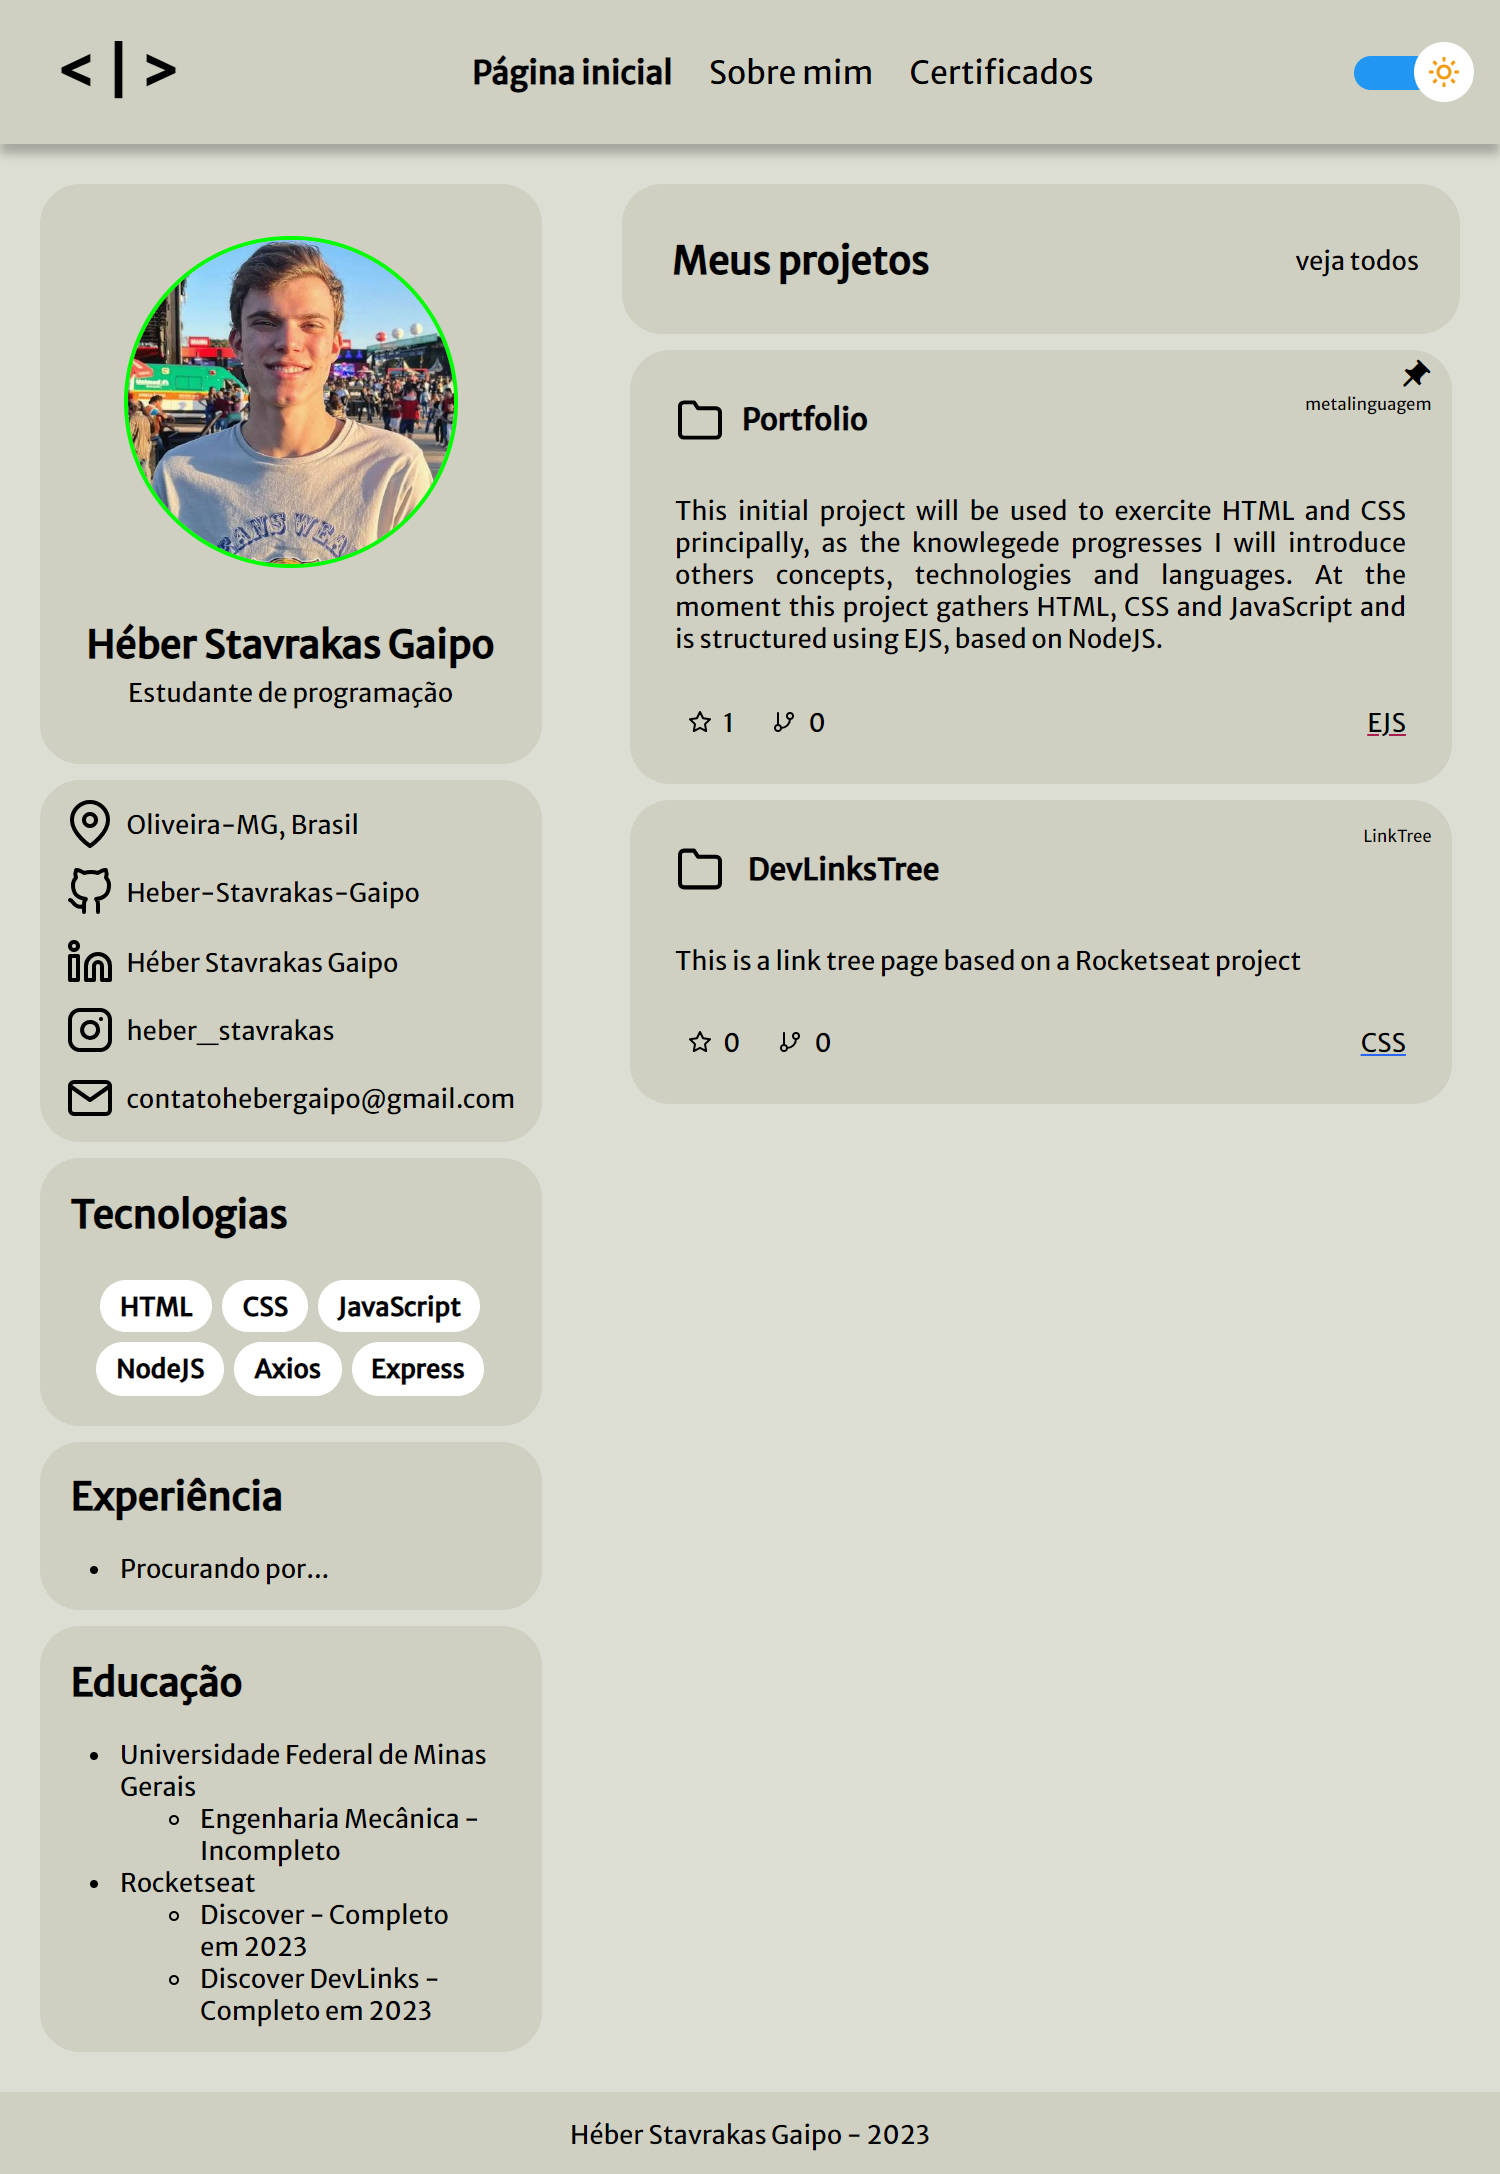 < | >
Página inicial Sobre mim Certificados
Héber Stavrakas Gaipo
Estudante de programação
Oliveira-MG, Brasil
Heber-Stavrakas-Gaipo
Héber Stavrakas Gaipo
heber__stavrakas
contatohebergaipo@gmail.com
Tecnologias
HTML CSS JavaScript
NodeJS Axios Express
Experiência
• Procurando por...
Educação
• Universidade Federal de Minas
Gerais
◦ Engenharia Mecânica -
Incompleto
• Rocketseat
◦ Discover - Completo
em 2023
◦ Discover DevLinks -
Completo em 2023
Meus projetos veja todos
metalinguagem
Portfolio
This initial project will be used to exercite HTML and CSS
principally, as the knowlegede progresses I will introduce
others concepts, technologies and languages. At the
moment this project gathers HTML, CSS and JavaScript and
is structured using EJS, based on NodeJS.
1 0 EJS
LinkTree
DevLinksTree
This is a link tree page based on a Rocketseat project
0 0 CSS
Héber Stavrakas Gaipo - 2023